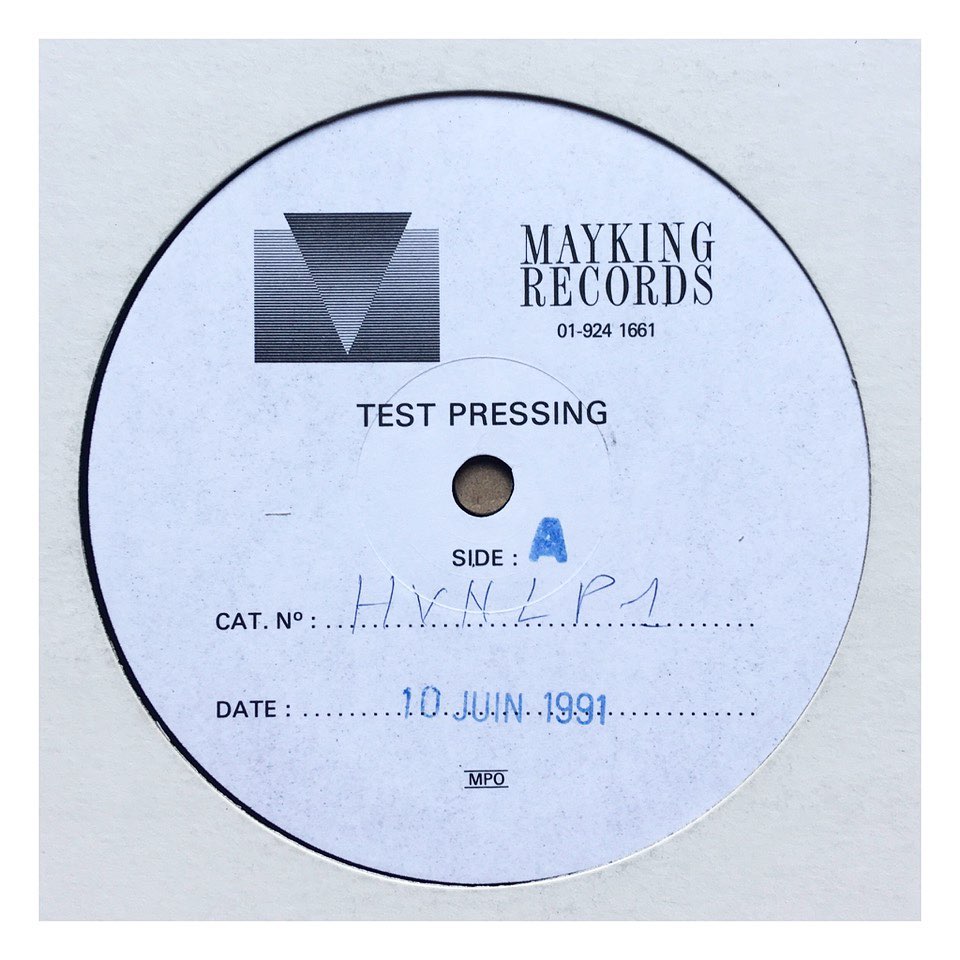 MAYKING
RECORDS
01-924 1661
TEST PRESSING
SIDE : A
CAT. Nº : HVNLP1
DATE : 10 JUIN 1991
MPO